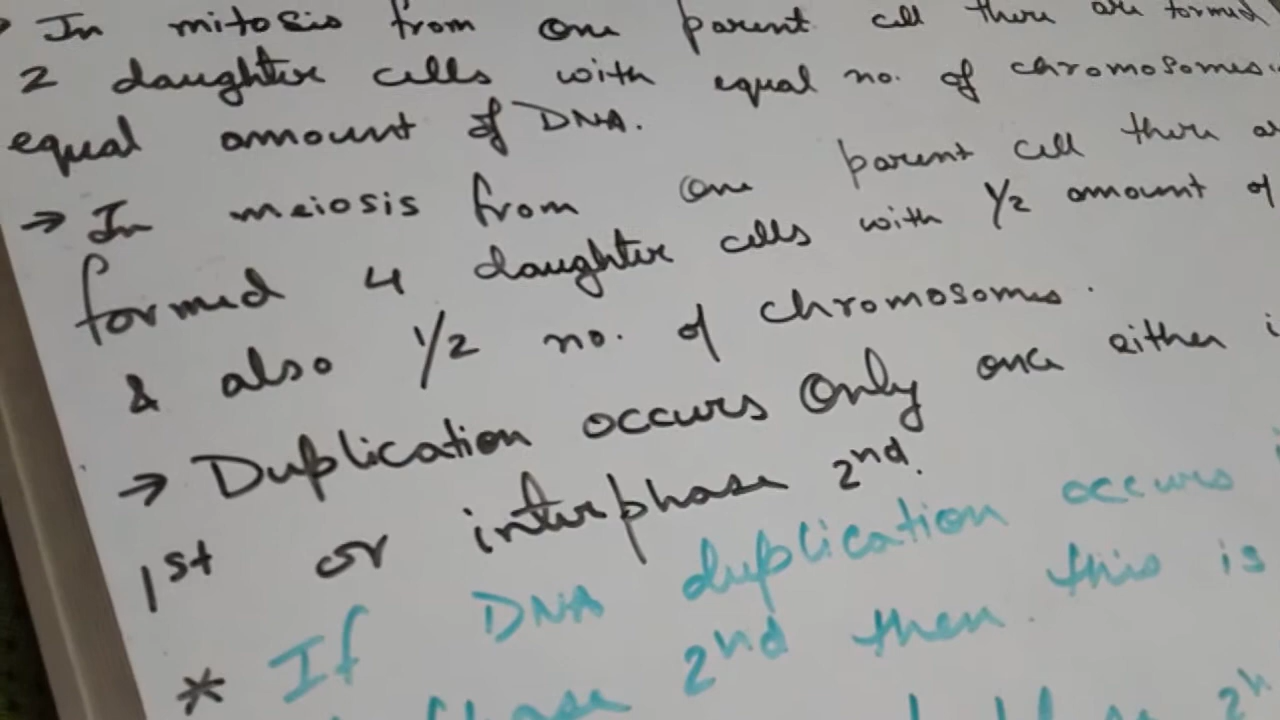 In mitosis from one parent cell there are formed
2 daughter cells with equal no. of chromosomes.
equal amount of DNA.
→ In meiosis from one parent cell there
formed 4 daughter cells with 1/2 amount of
& also 1/2 no. of chromosomes.
→ Duplication occurs only once either
1st or interphase 2nd.
* If DNA duplication occurs
2nd then this is